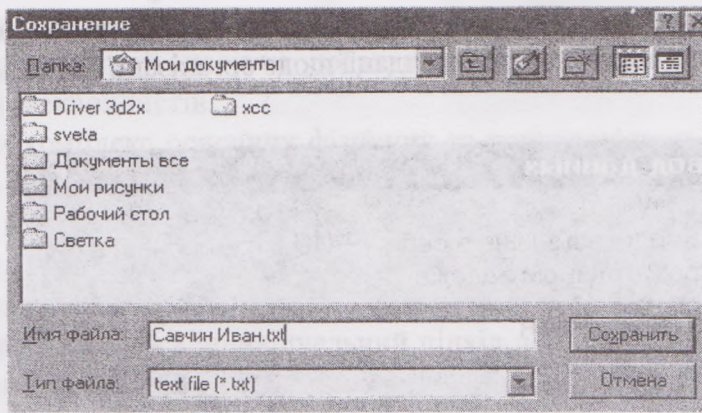 Сохранение
Папка: Мои документы
Driver 3d2x
xcc
sveta
Документы все
Мои рисунки
Рабочий стол
Светка
Имя файла: Савчин Иван.txt
Сохранить
Тип файла: text file (*.txt)
Отмена